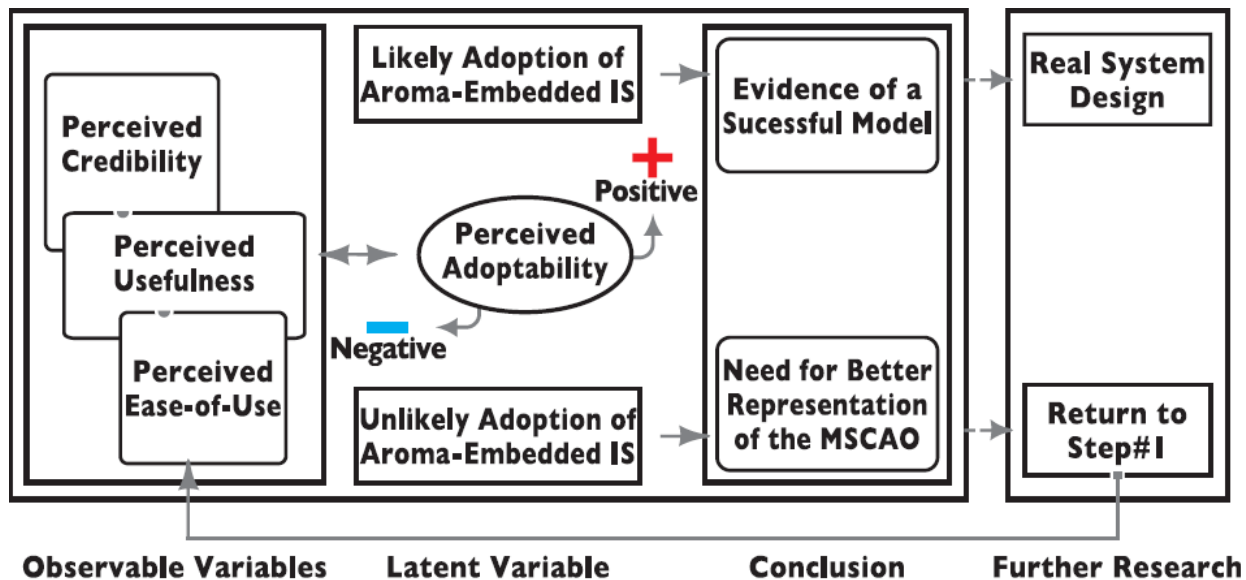 Perceived
Credibility
Perceived
Usefulness
Perceived
Ease-of-Use
Likely Adoption of
Aroma-Embedded IS
Positive
Perceived
Adoptability
Negative
Unlikely Adoption of
Aroma-Embedded IS
Evidence of a
Sucessful Model
Need for Better
Representation
of the MSCAO
Real System
Design
Return to
Step#1
Observable Variables
Latent Variable
Conclusion
Further Research